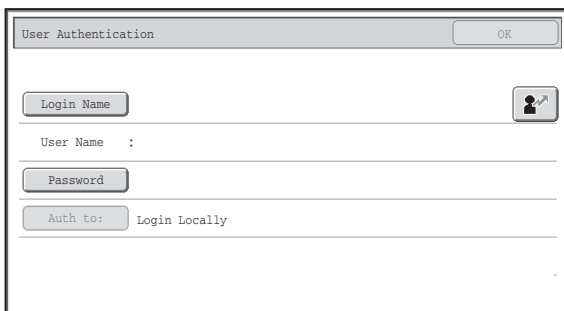 User Authentication OK
Login Name
User Name :
Password
Auth to: Login Locally